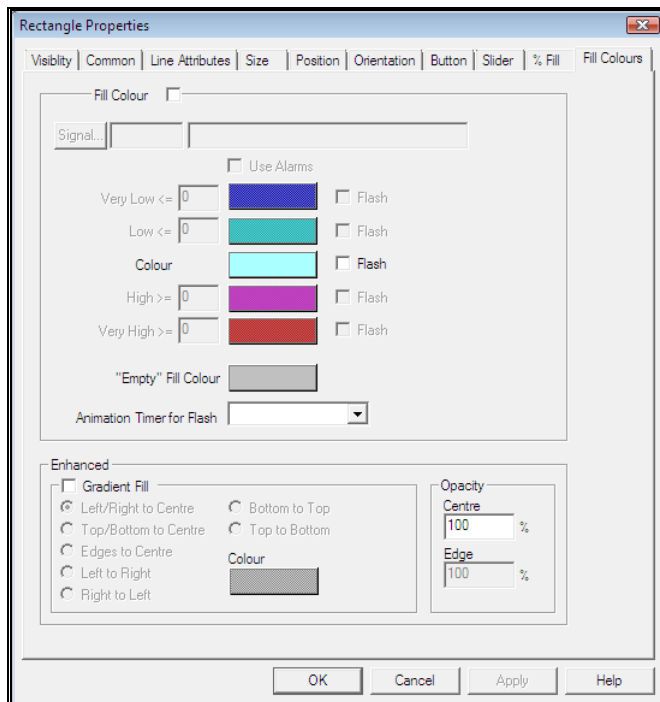 Rectangle Properties
Visiblity Common Line Attributes Size Position Orientation Button Slider % Fill Fill Colours
Fill Colour
Signal...
Use Alarms
Very Low <= 0 Flash
Low <= 0 Flash
Colour Flash
High >= 0 Flash
Very High >= 0 Flash
"Empty" Fill Colour
Animation Timer for Flash
Enhanced
Gradient Fill
Left/Right to Centre Bottom to Top
Top/Bottom to Centre Top to Bottom
Edges to Centre
Left to Right
Right to Left
Colour
Opacity
Centre
100 %
Edge
100 %
OK Cancel Apply Help